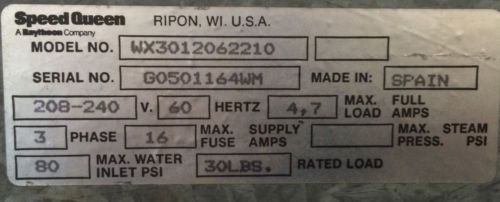 Speed Queen RIPON, WI. U.S.A.
A Raytheon Company
MODEL NO. WX3012062210
SERIAL NO. G0501164WM MADE IN: SPAIN
208-240 V. 60 HERTZ 4,7 MAX. LOAD FULL AMPS
3 PHASE 16 MAX. FUSE SUPPLY AMPS MAX. STEAM PRESS. PSI
80 MAX. WATER INLET PSI 30LBS. RATED LOAD